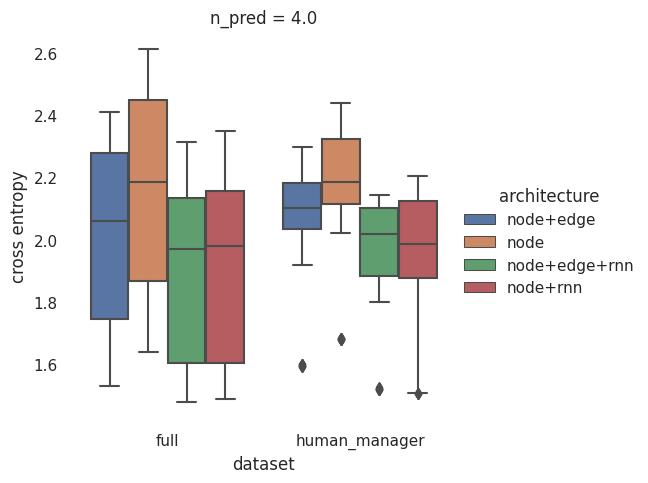 n_pred = 4.0
2.6
2.4
2.2
2.0
1.8
1.6
cross entropy
full
human_manager
dataset
architecture
node+edge
node
node+edge+rnn
node+rnn